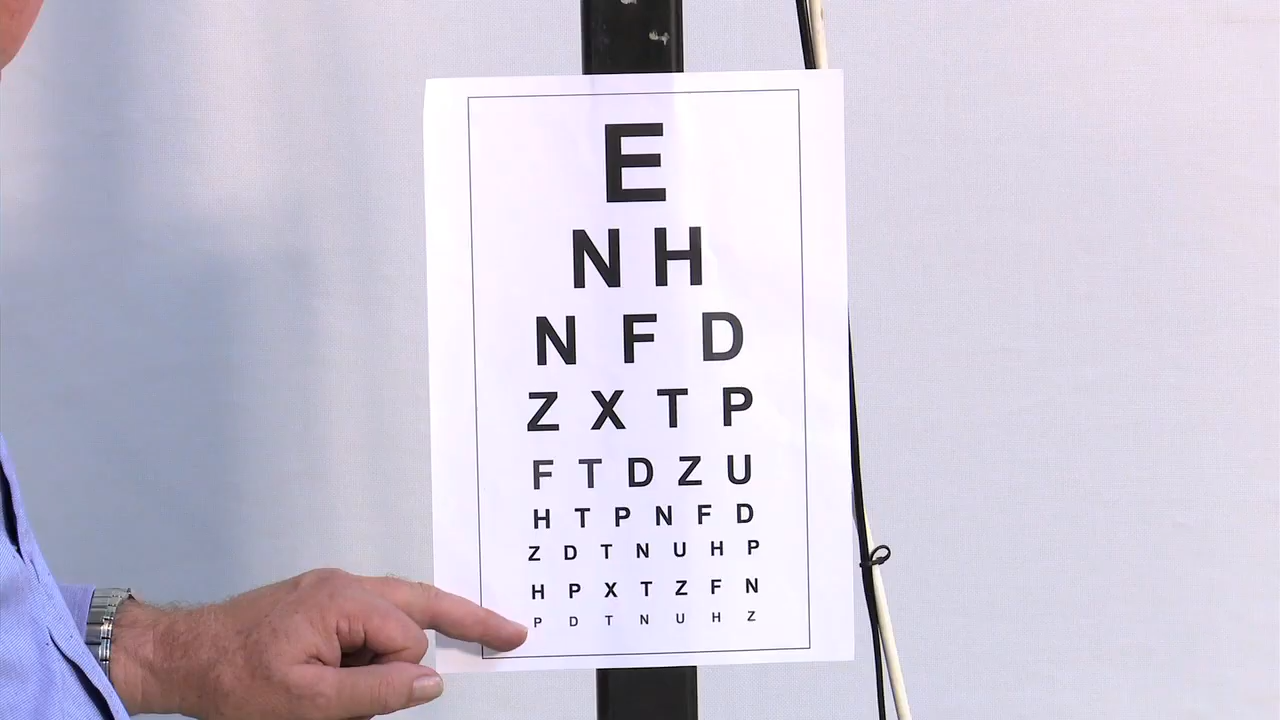 E
N H
N F D
Z X T P
F T D Z U
H T P N F D
Z D T N U H P
H P X T Z F N
P D T N U H Z